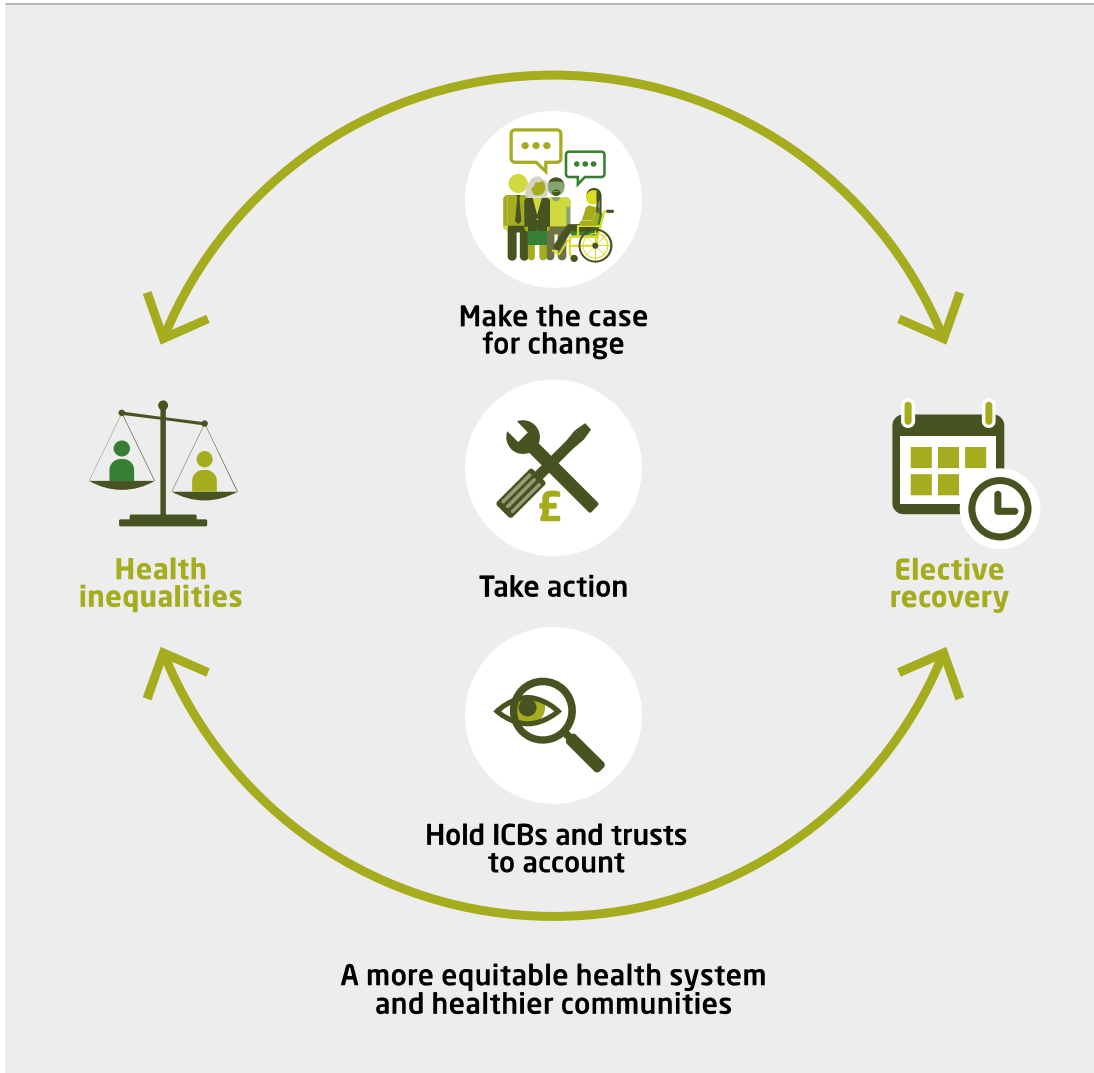 Make the case
for change
Health
inequalities
Take action
£
Elective
recovery
Hold ICBs and trusts
to account
A more equitable health system
and healthier communities